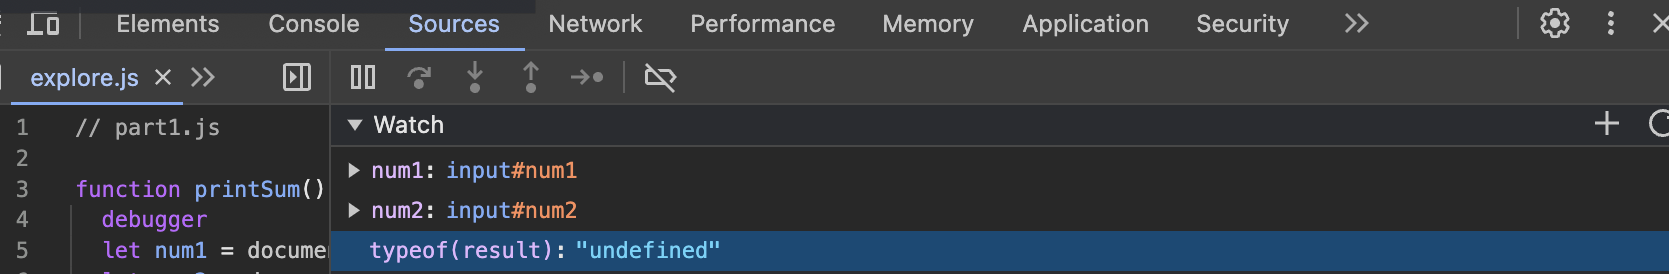 Elements Console Sources Network Performance Memory Application Security
explore.js
Watch
1 // part1.js
2
3 function printSum()
4 debugger
5 let num1 =
num1: input#num1
num2: input#num2
typeof(result): "undefined"